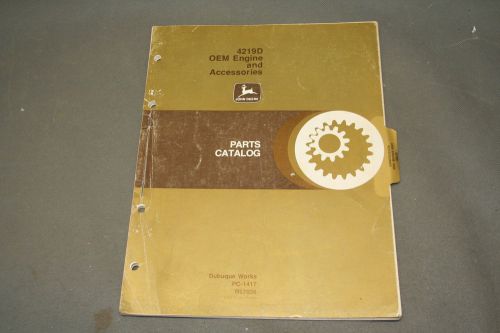 4219D
OEM Engine
and
Accessories
JOHN DEERE
PARTS
CATALOG
Dubuque Works
PC-1417